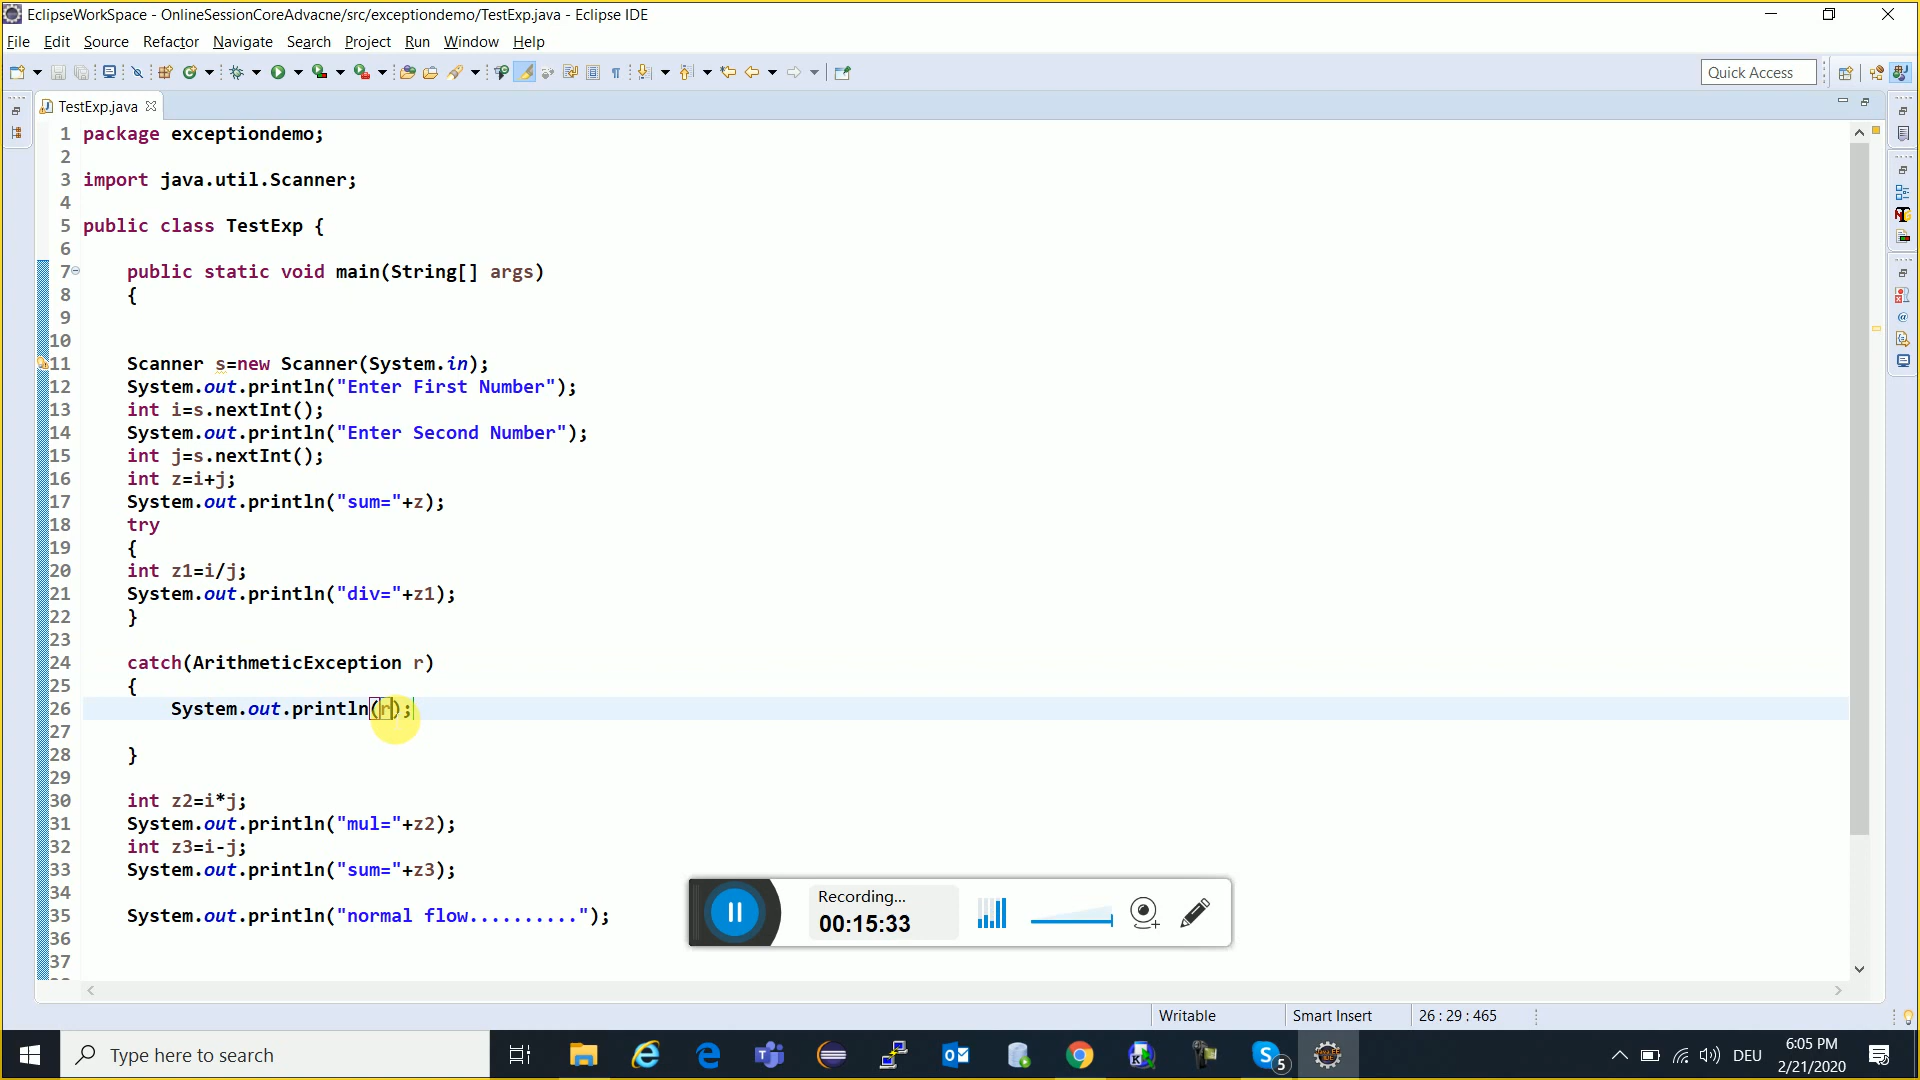 EclipseWorkSpace - OnlineSessionCoreAdvacne/src/exceptiondemo/TestExp.java - Eclipse IDE
File Edit Source Refactor Navigate Search Project Run Window Help
Quick Access
TestExp.java
1 package exceptiondemo;
2
3 import java.util.Scanner;
4
5 public class TestExp {
6
7 public static void main(String[] args)
8 {
9
10
11 Scanner s=new Scanner(System.in);
12 System.out.println("Enter First Number");
13 int i=s.nextInt();
14 System.out.println("Enter Second Number");
15 int j=s.nextInt();
16 int z=i+j;
17 System.out.println("sum="+z);
18 try
19 {
20 int z1=i/j;
21 System.out.println("div="+z1);
22 }
23
24 catch(ArithmeticException r)
25 {
26 System.out.println(r);
27
28 }
29
30 int z2=i*j;
31 System.out.println("mul="+z2);
32 int z3=i-j;
33 System.out.println("sum="+z3);
34
35 System.out.println("normal flow..........");
36
37
Recording...
00:15:33
Writable Smart Insert 26 : 29 : 465
Type here to search
5
DEU
6:05 PM
2/21/2020